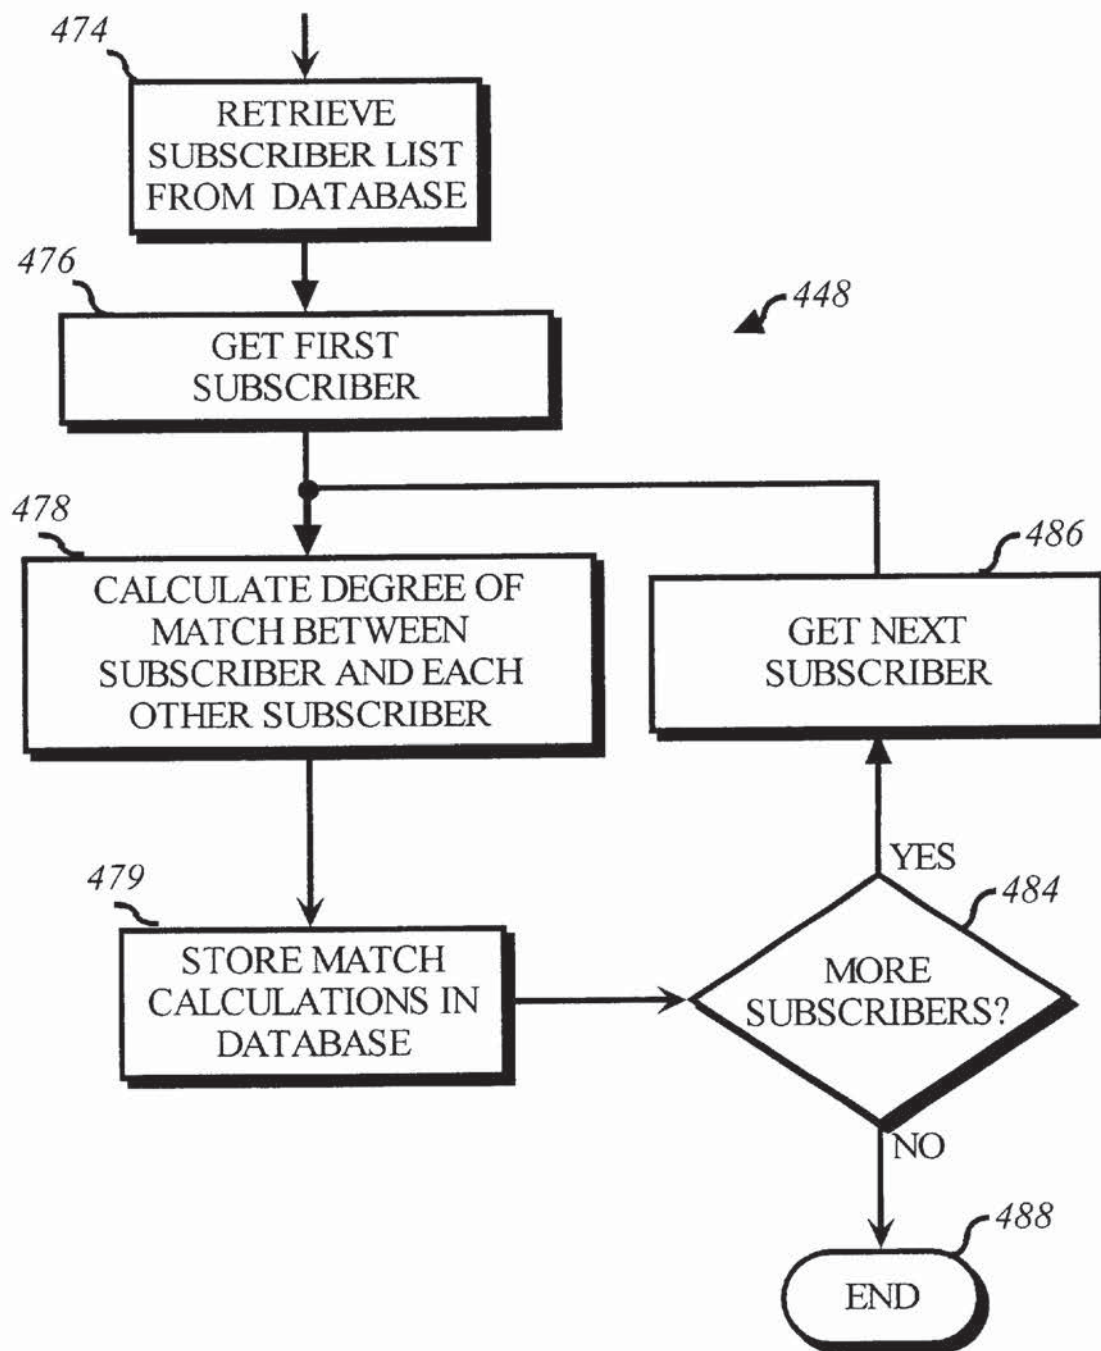 474
RETRIEVE
SUBSCRIBER LIST
FROM DATABASE
476
GET FIRST
SUBSCRIBER
448
478
CALCULATE DEGREE OF
MATCH BETWEEN
SUBSCRIBER AND EACH
OTHER SUBSCRIBER
486
GET NEXT
SUBSCRIBER
YES
479
STORE MATCH
CALCULATIONS IN
DATABASE
484
MORE
SUBSCRIBERS?
NO
488
END